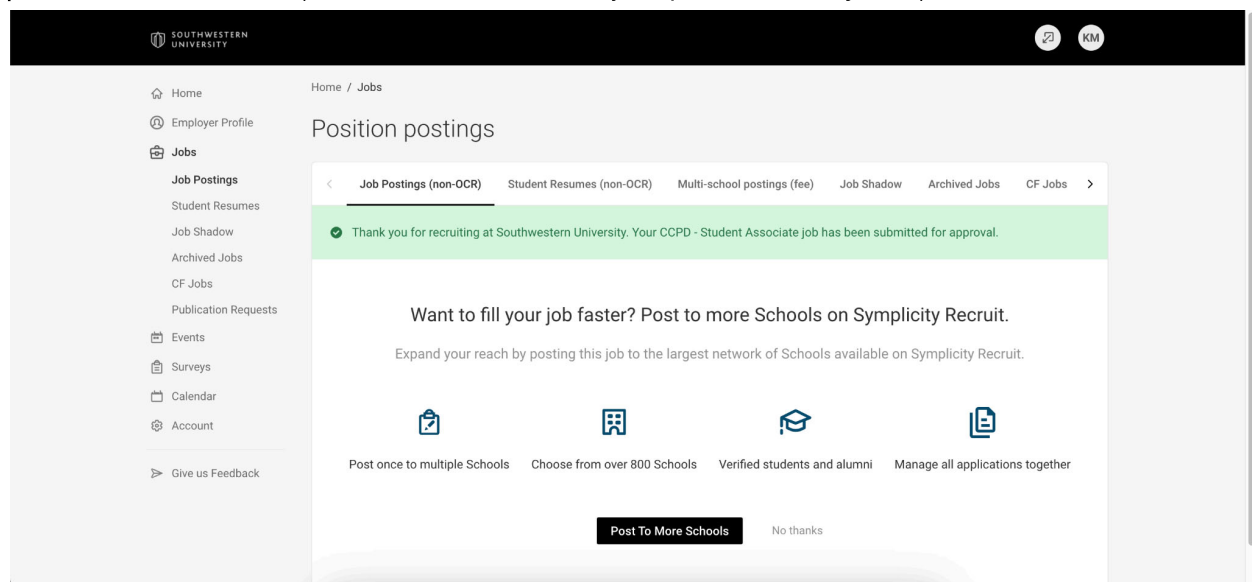 SOUTHWESTERN
UNIVERSITY
KM
Home
Employer Profile
Jobs
Job Postings
Student Resumes
Job Shadow
Archived Jobs
CF Jobs
Publication Requests
Events
Surveys
Calendar
Account
Give us Feedback
Home / Jobs
Position postings
Job Postings (non-OCR) Student Resumes (non-OCR) Multi-school postings (fee) Job Shadow Archived Jobs CF Jobs
Thank you for recruiting at Southwestern University. Your CCPD - Student Associate job has been submitted for approval.
Want to fill your job faster? Post to more Schools on Symplicity Recruit.
Expand your reach by posting this job to the largest network of Schools available on Symplicity Recruit.
Post once to multiple Schools Choose from over 800 Schools Verified students and alumni Manage all applications together
Post To More Schools No thanks